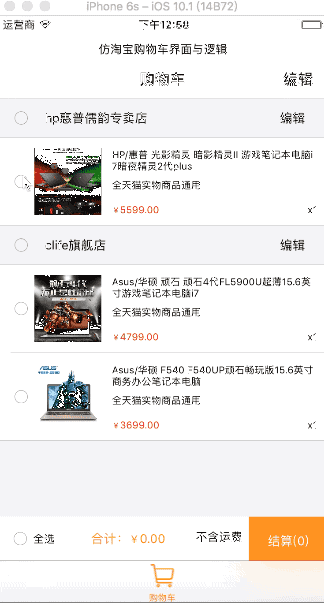 iPhone 6s – iOS 10.1 (14B72)
运营商 下午12:58
仿淘宝购物车界面与逻辑
购物车 编辑
hp惠普儒韵专卖店 编辑
HP/惠普 光影精灵 暗影精灵II 游戏笔记本电脑i
7暗夜精灵2代plus
全天猫实物商品通用
￥5599.00 x1
clife旗舰店 编辑
Asus/华硕 顽石 顽石4代FL5900U超薄15.6英
寸游戏笔记本电脑i7
全天猫实物商品通用
￥4799.00 x1
Asus/华硕 F540 F540UP顽石畅玩版15.6英寸
商务办公笔记本电脑
全天猫实物商品通用
￥3699.00 x1
全选 合计：￥0.00 不含运费 结算(0)
购物车